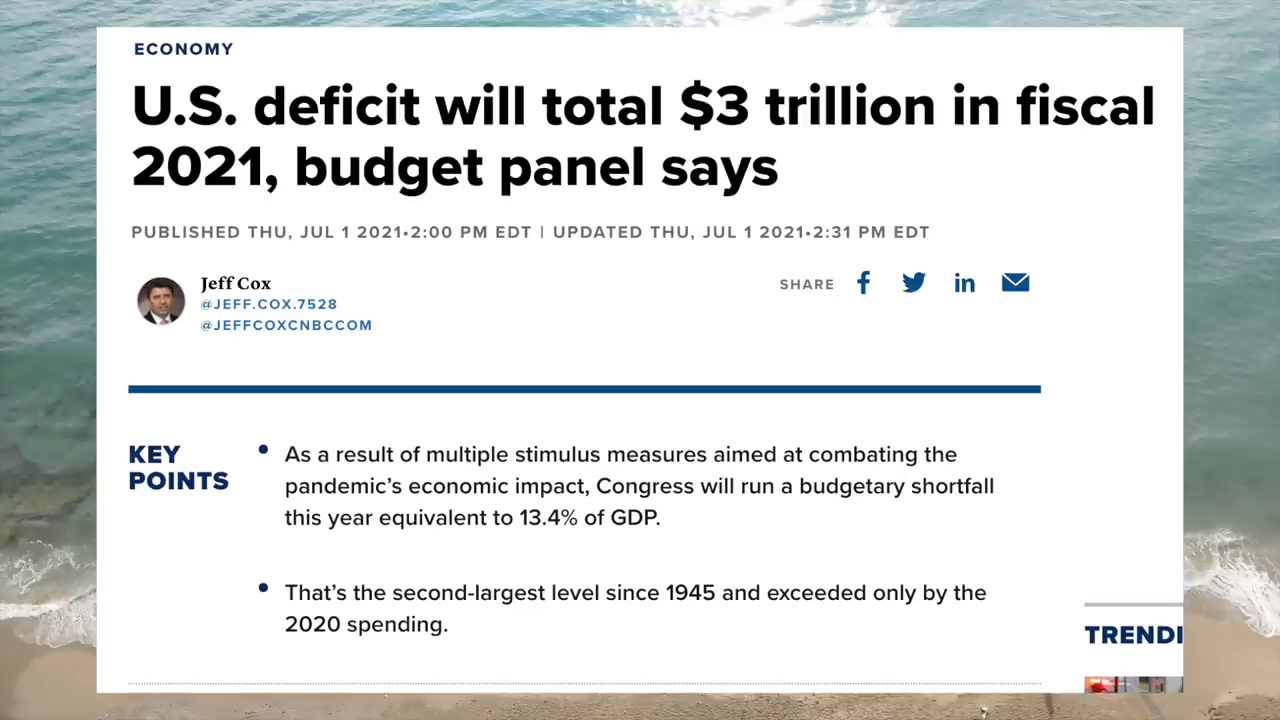 ECONOMY
U.S. deficit will total $3 trillion in fiscal
2021, budget panel says
PUBLISHED THU, JUL 1 2021•2:00 PM EDT | UPDATED THU, JUL 1 2021•2:31 PM EDT
Jeff Cox
@JEFF.COX.7528
@JEFFCOXCNBCCOM
SHARE
KEY
POINTS
• As a result of multiple stimulus measures aimed at combating the
pandemic’s economic impact, Congress will run a budgetary shortfall
this year equivalent to 13.4% of GDP.
• That’s the second-largest level since 1945 and exceeded only by the
2020 spending.
TRENDI